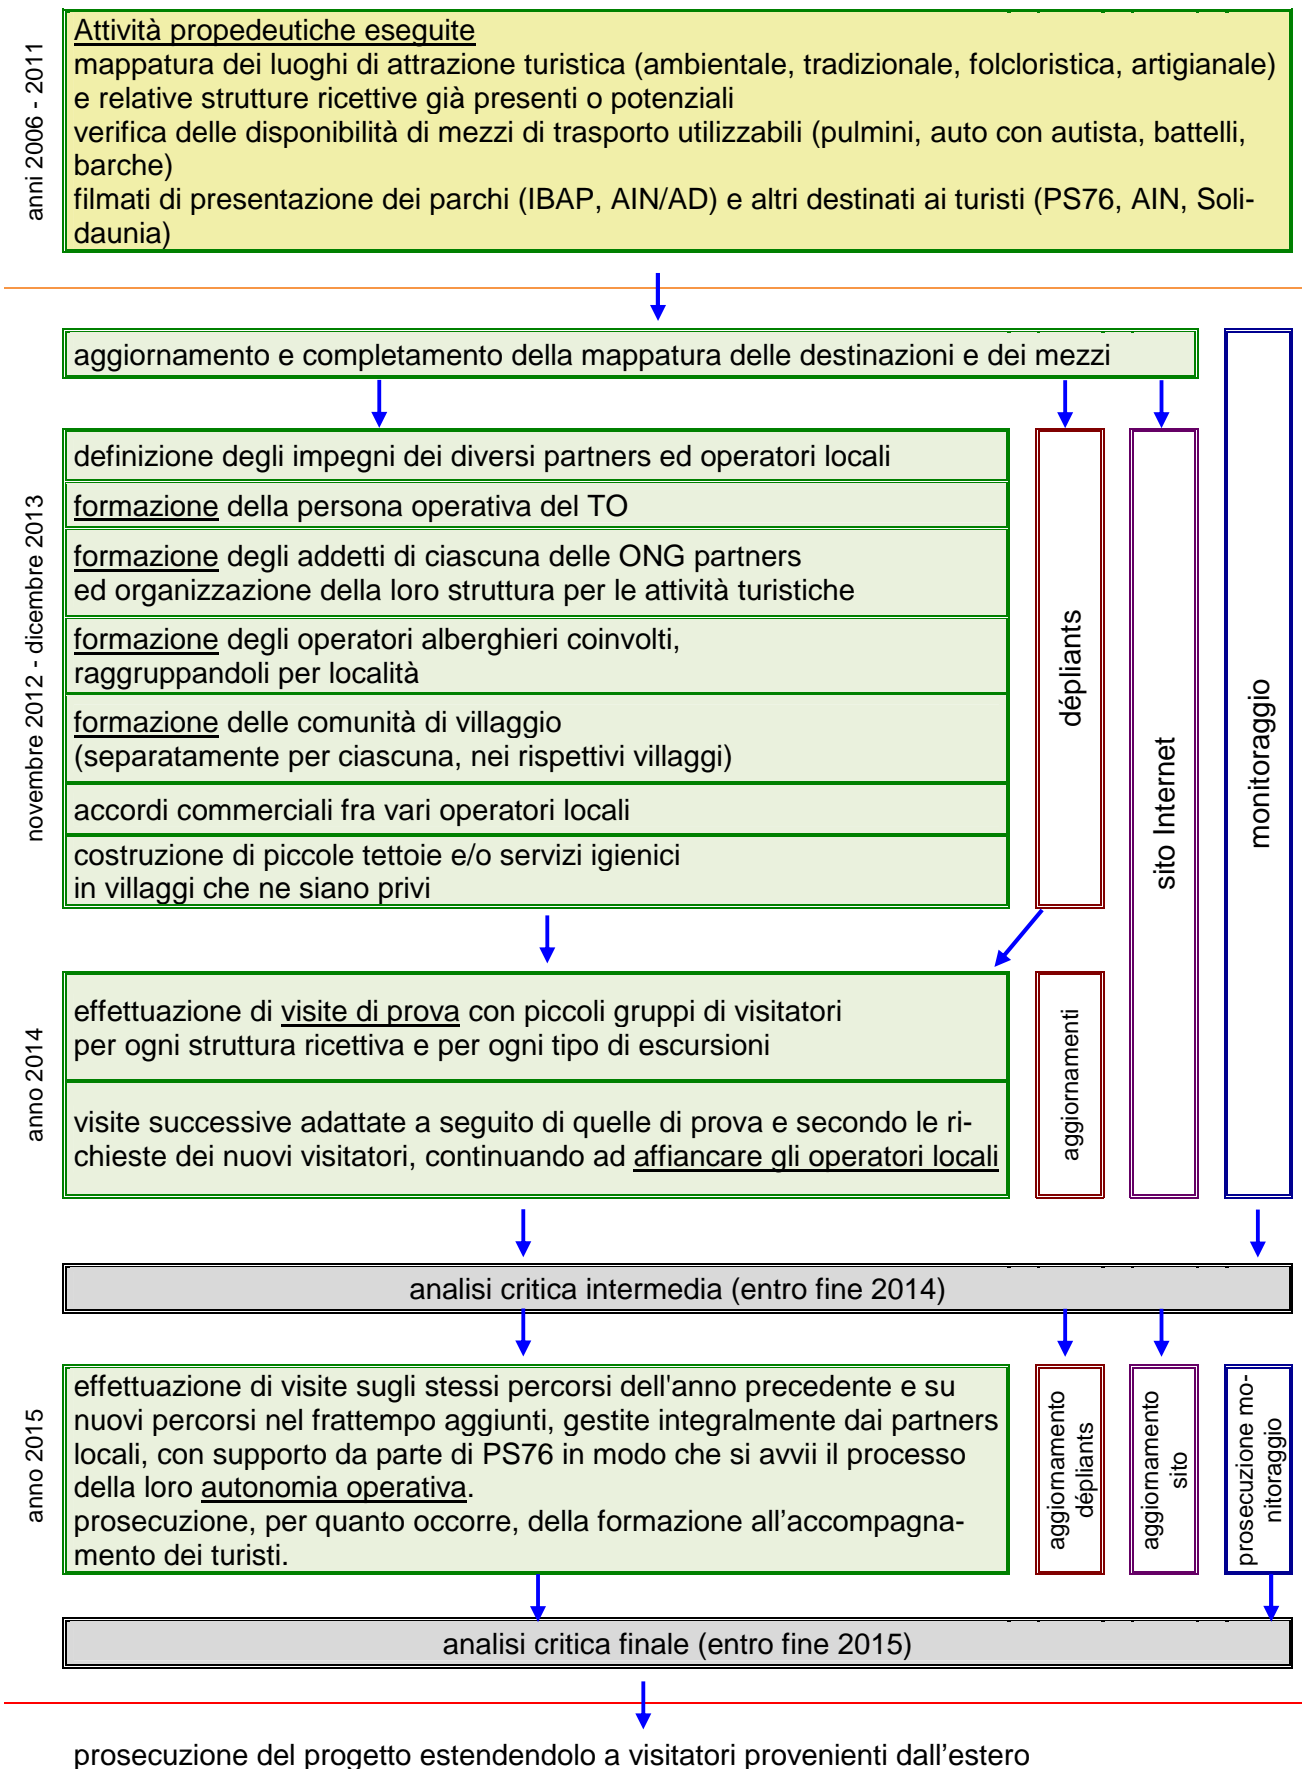 anni 2006 - 2011
Attività propedeutiche eseguite
mappatura dei luoghi di attrazione turistica (ambientale, tradizionale, folcloristica, artigianale)
e relative strutture ricettive già presenti o potenziali
verifica delle disponibilità di mezzi di trasporto utilizzabili (pulmini, auto con autista, battelli,
barche)
filmati di presentazione dei parchi (IBAP, AIN/AD) e altri destinati ai turisti (PS76, AIN, Soli-
daunia)
aggiornamento e completamento della mappatura delle destinazioni e dei mezzi
novembre 2012 - dicembre 2013
definizione degli impegni dei diversi partners ed operatori locali
formazione della persona operativa del TO
formazione degli addetti di ciascuna delle ONG partners
ed organizzazione della loro struttura per le attività turistiche
formazione degli operatori alberghieri coinvolti,
raggruppandoli per località
formazione delle comunità di villaggio
(separatamente per ciascuna, nei rispettivi villaggi)
accordi commerciali fra vari operatori locali
costruzione di piccole tettoie e/o servizi igienici
in villaggi che ne siano privi
dépliants
sito Internet
monitoraggio
anno 2014
effettuazione di visite di prova con piccoli gruppi di visitatori
per ogni struttura ricettiva e per ogni tipo di escursioni
visite successive adattate a seguito di quelle di prova e secondo le ri-
chieste dei nuovi visitatori, continuando ad affiancare gli operatori locali
aggiornamenti
analisi critica intermedia (entro fine 2014)
anno 2015
effettuazione di visite sugli stessi percorsi dell'anno precedente e su
nuovi percorsi nel frattempo aggiunti, gestite integralmente dai partners
locali, con supporto da parte di PS76 in modo che si avvii il processo
della loro autonomia operativa.
prosecuzione, per quanto occorre, della formazione all’accompagna-
mento dei turisti.
aggiornamento
dépliants
aggiornamento
sito
prosecuzione mo-
nitoraggio
analisi critica finale (entro fine 2015)
prosecuzione del progetto estendendolo a visitatori provenienti dall’estero